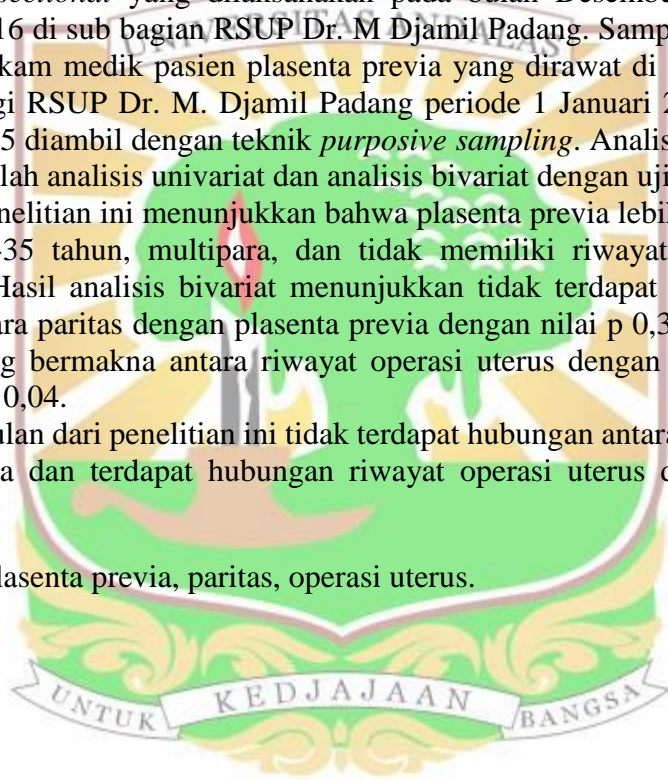 sectional yang dilaksanakan pada bulan Desem
UNIVERSITAS ANDALAS
16 di sub bagian RSUP Dr. M Djamil Padang. Samp
kam medik pasien plasenta previa yang dirawat di
gi RSUP Dr. M. Djamil Padang periode 1 Januari 2
5 diambil dengan teknik purposive sampling. Analis
lah analisis univariat dan analisis bivariat dengan uji
nelitian ini menunjukkan bahwa plasenta previa lebil
35 tahun, multipara, dan tidak memiliki riwayat
Hasil analisis bivariat menunjukkan tidak terdapat
ara paritas dengan plasenta previa dengan nilai p 0,3
g bermakna antara riwayat operasi uterus dengan
0,04.
ulan dari penelitian ini tidak terdapat hubungan antara
a dan terdapat hubungan riwayat operasi uterus d
lasenta previa, paritas, operasi uterus.
UNTUK KEDJAJAAN BANGSA